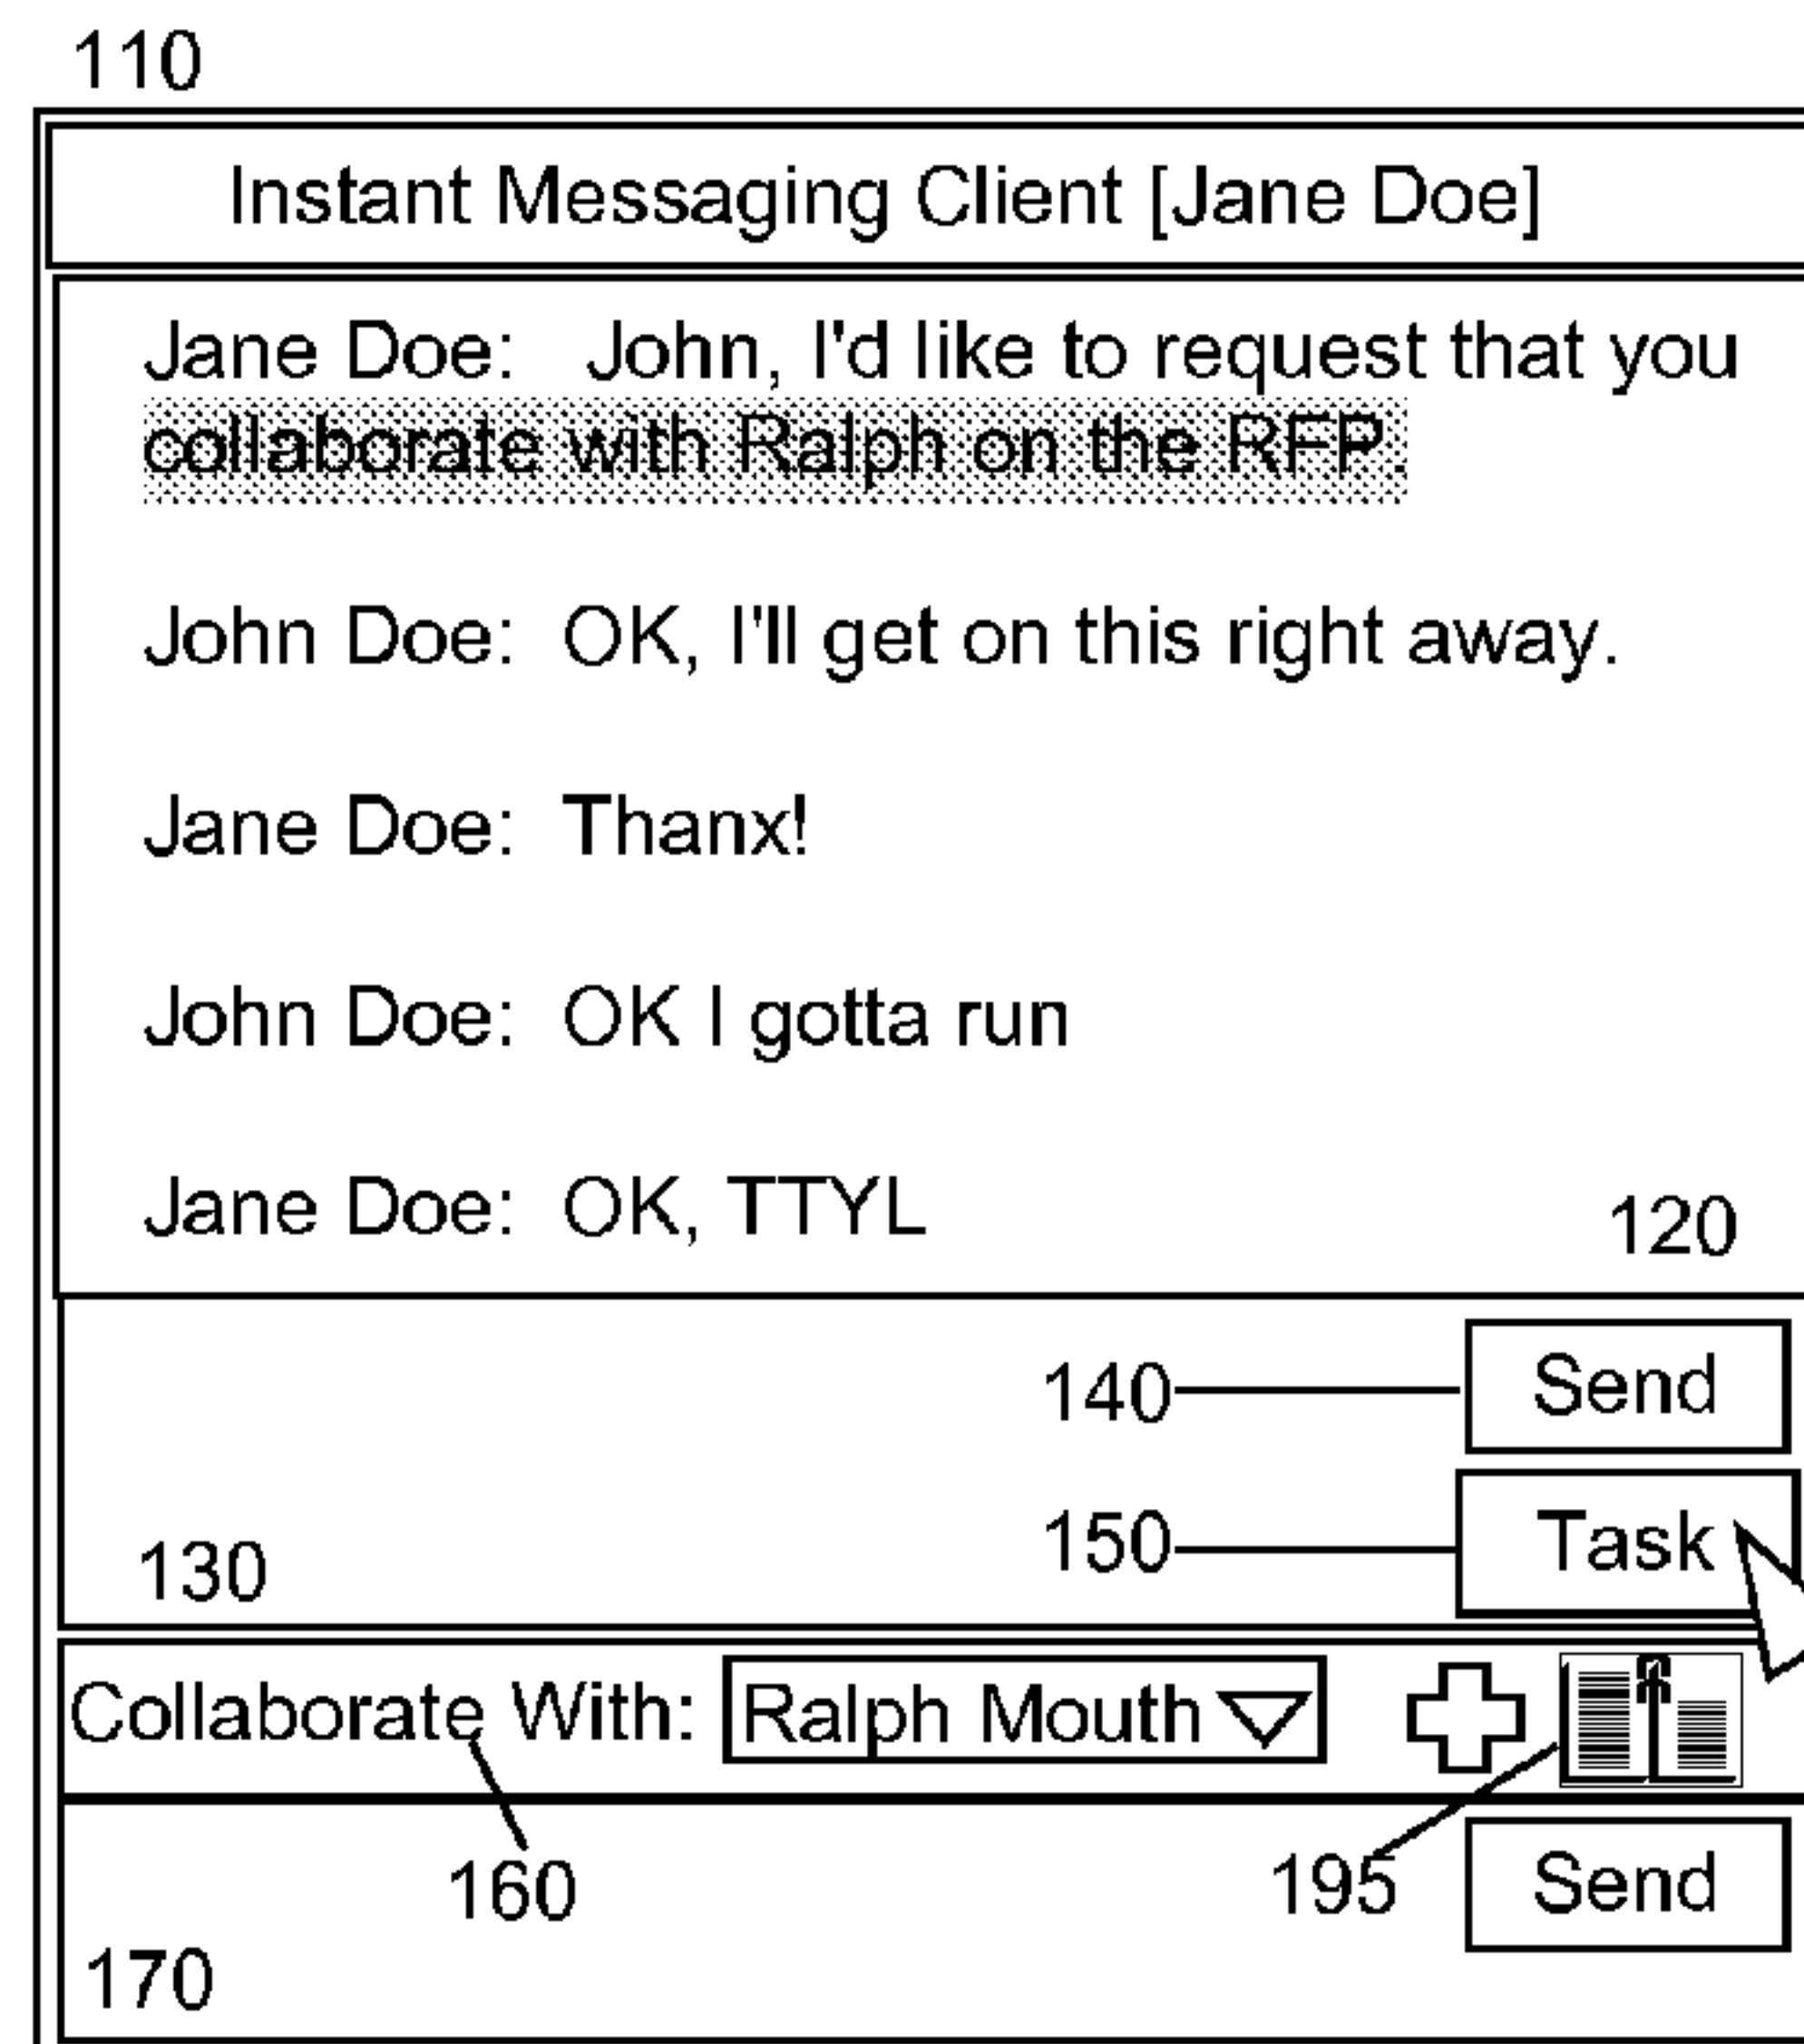 110
Instant Messaging Client [Jane Doe]
Jane Doe: John, I'd like to request that you
collaborate with Ralph on the RFP.
John Doe: OK, I'll get on this right away.
Jane Doe: Thanx!
John Doe: OK I gotta run
Jane Doe: OK, TTYL
120
140 Send
150 Task
130
Collaborate With: Ralph Mouth
160 195 Send
170